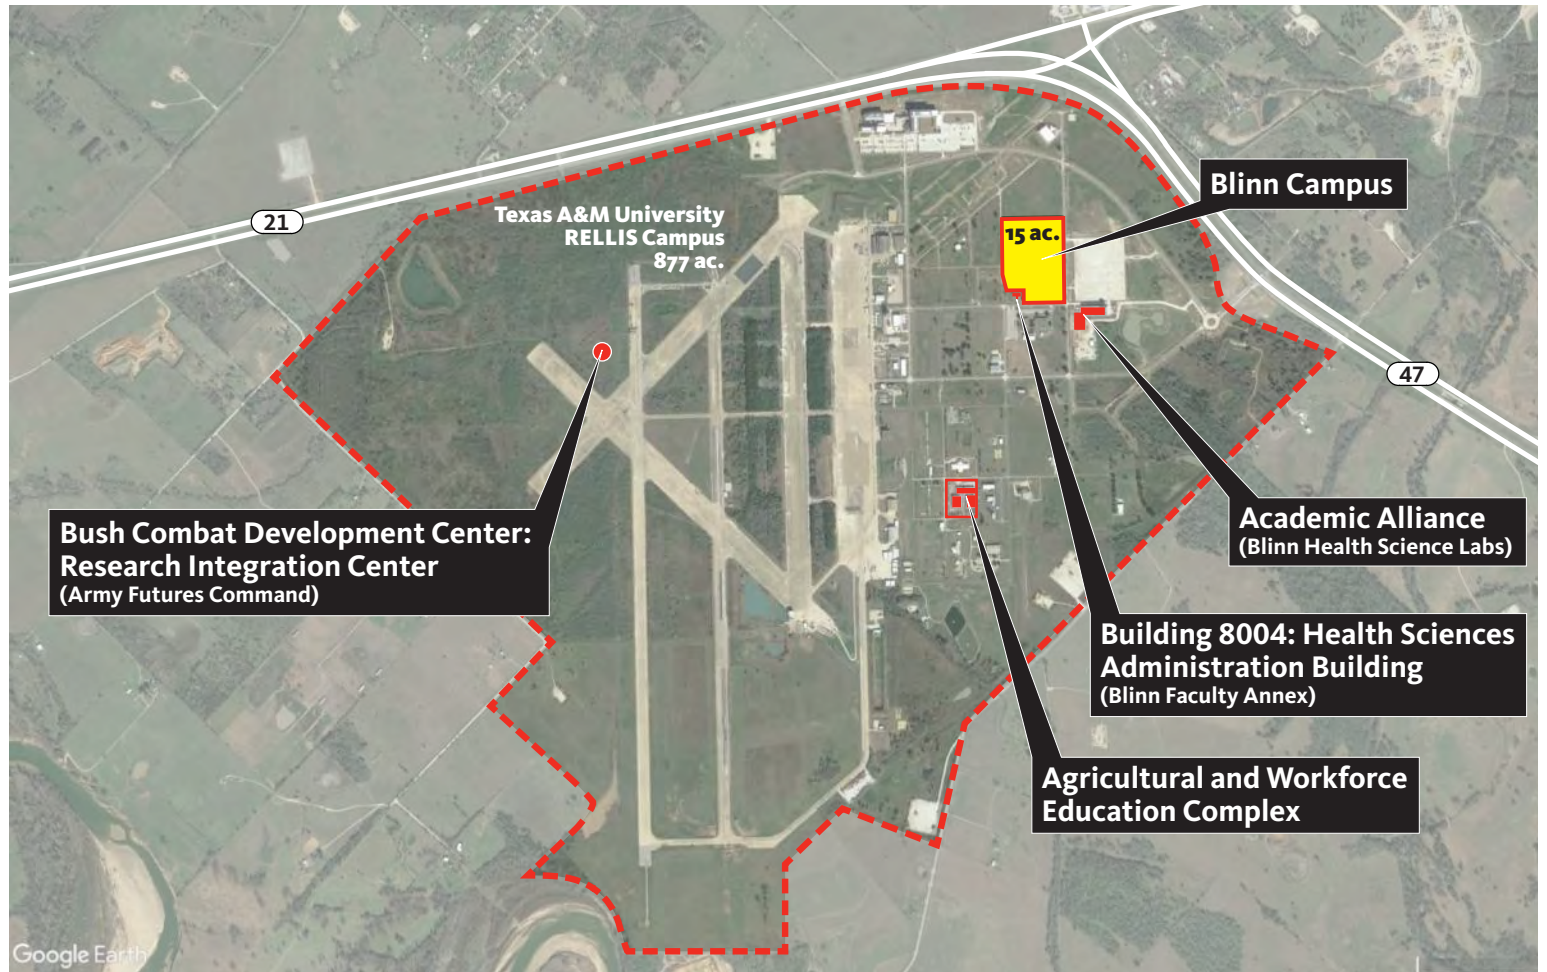 Blinn Campus
21
Texas A&M University
RELLIS Campus
877 ac.
15 ac.
47
Bush Combat Development Center:
Research Integration Center
(Army Futures Command)
Academic Alliance
(Blinn Health Science Labs)
Building 8004: Health Sciences
Administration Building
(Blinn Faculty Annex)
Agricultural and Workforce
Education Complex
Google Earth